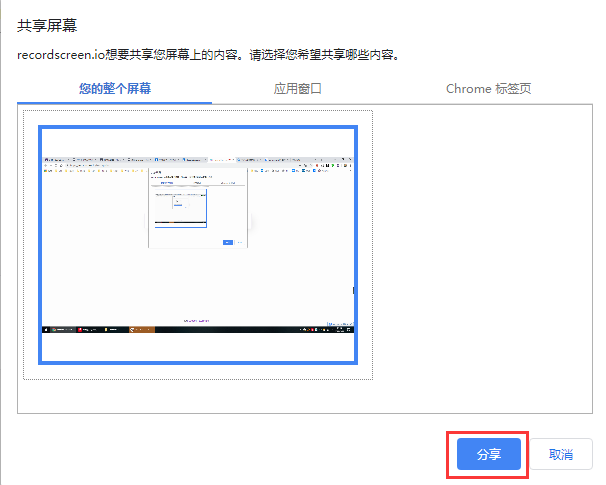 共享屏幕
recordscreen.io想要共享您屏幕上的内容。请选择您希望共享哪些内容。
您的整个屏幕 应用窗口 Chrome 标签页
分享 取消